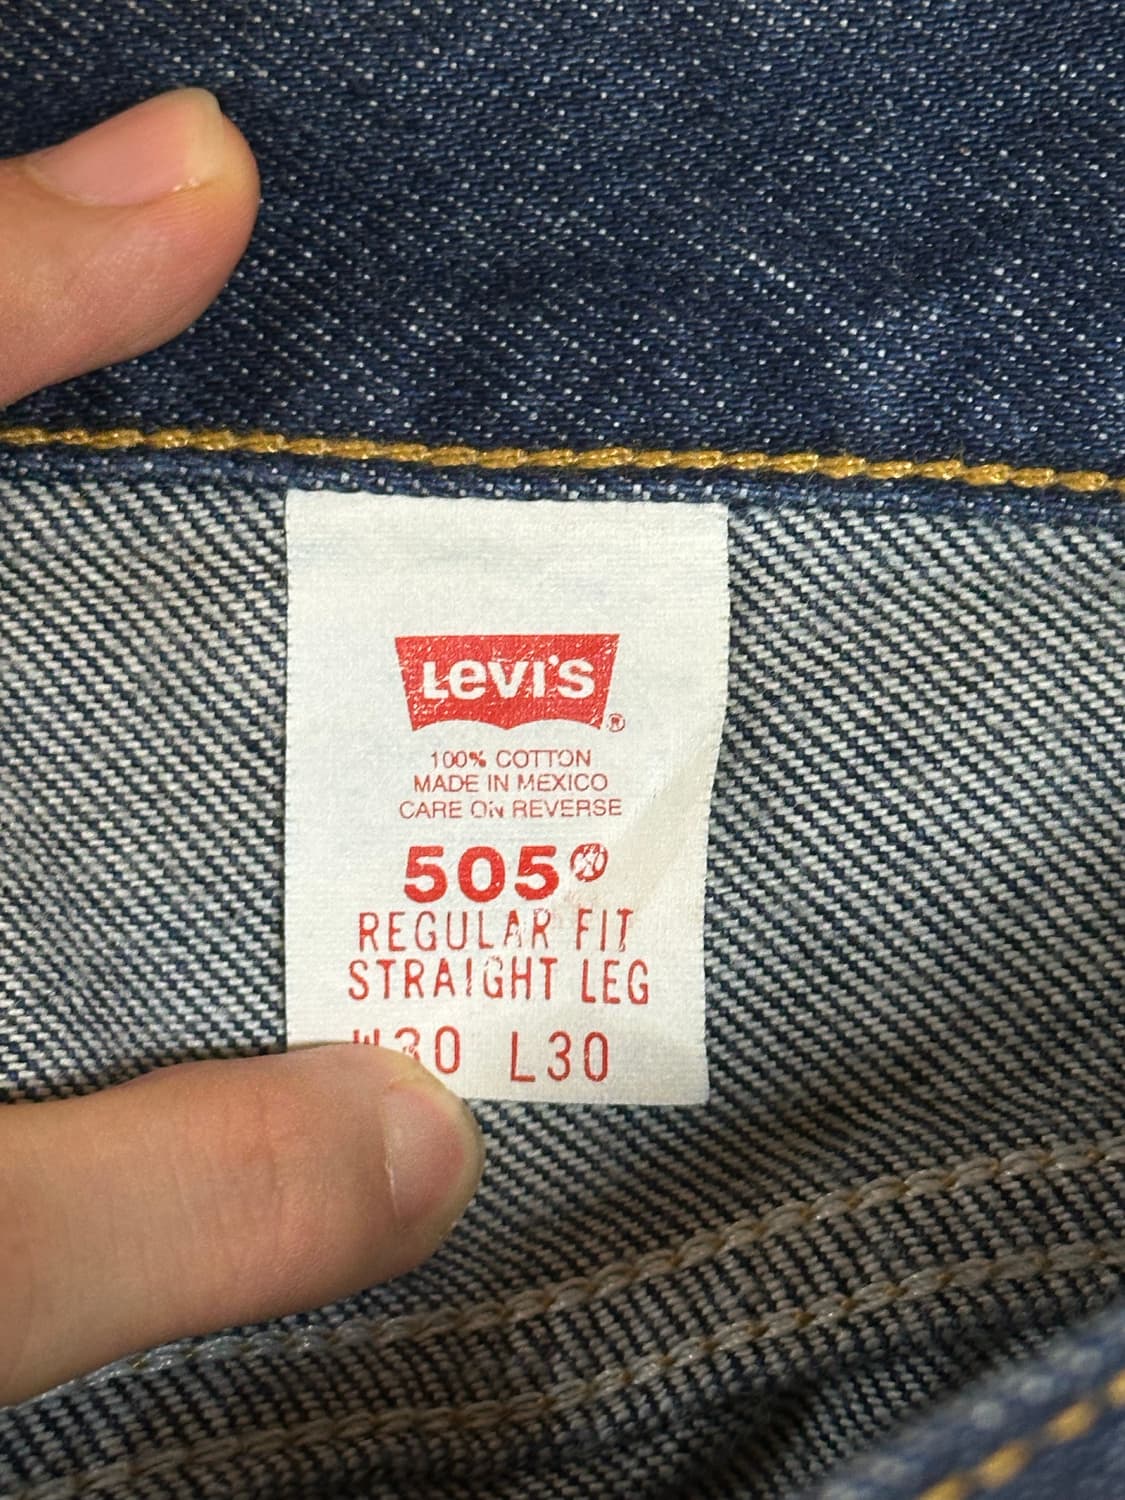 Levi's®
100% COTTON
MADE IN MEXICO
CARE ON REVERSE
505®
REGULAR FIT
STRAIGHT LEG
W30 L30